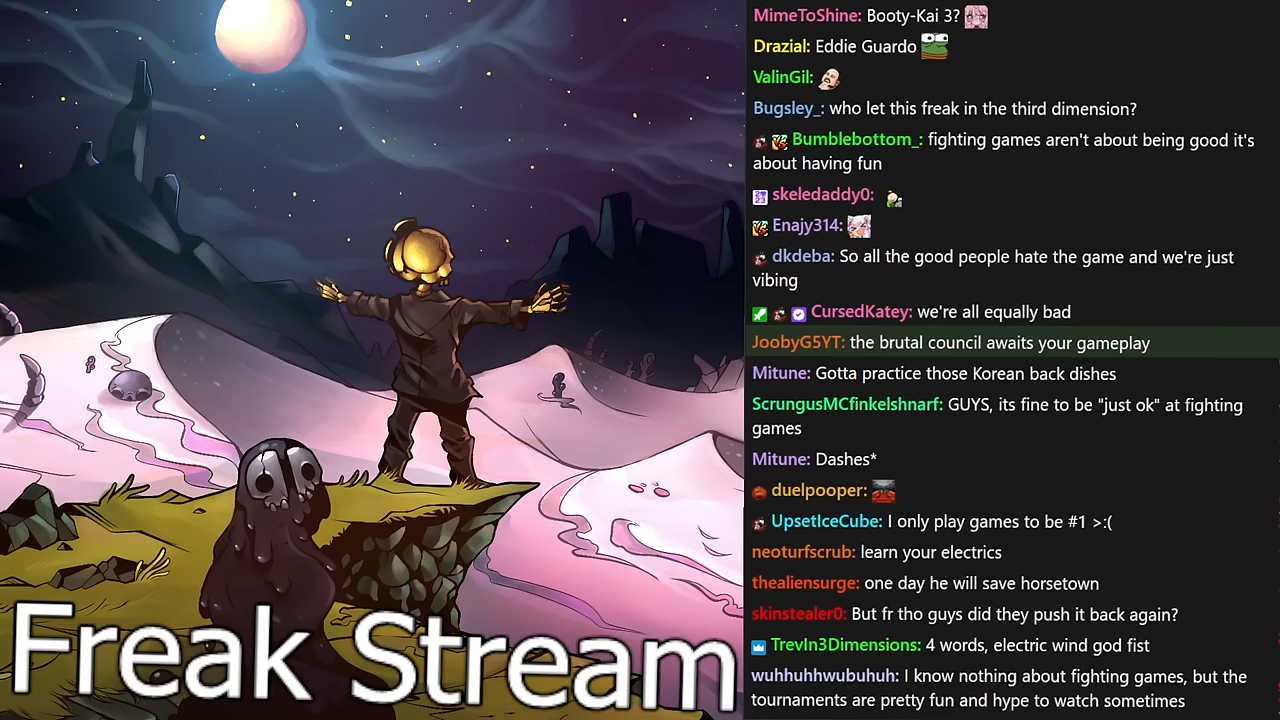 MimeToShine: Booty-Kai 3?
Drazial: Eddie Guardo
ValinGil:
Bugsley_: who let this freak in the third dimension?
Bumblebottom_: fighting games aren't about being good it's
about having fun
skeledaddy0:
Enajy314:
dkdeba: So all the good people hate the game and we're just
vibing
CursedKatey: we're all equally bad
JoobyG5YT: the brutal council awaits your gameplay
Mitune: Gotta practice those Korean back dishes
ScrungusMCfinkelshnarf: GUYS, its fine to be "just ok" at fighting
games
Mitune: Dashes*
duelpooper:
UpsetIceCube: I only play games to be #1 >:(
neoturfscrub: learn your electrics
thealiensurge: one day he will save horsetown
skinstealer0: But fr tho guys did they push it back again?
TrevIn3Dimensions: 4 words, electric wind god fist
wuhhuhhwubuhuh: I know nothing about fighting games, but the
tournaments are pretty fun and hype to watch sometimes
Freak Stream